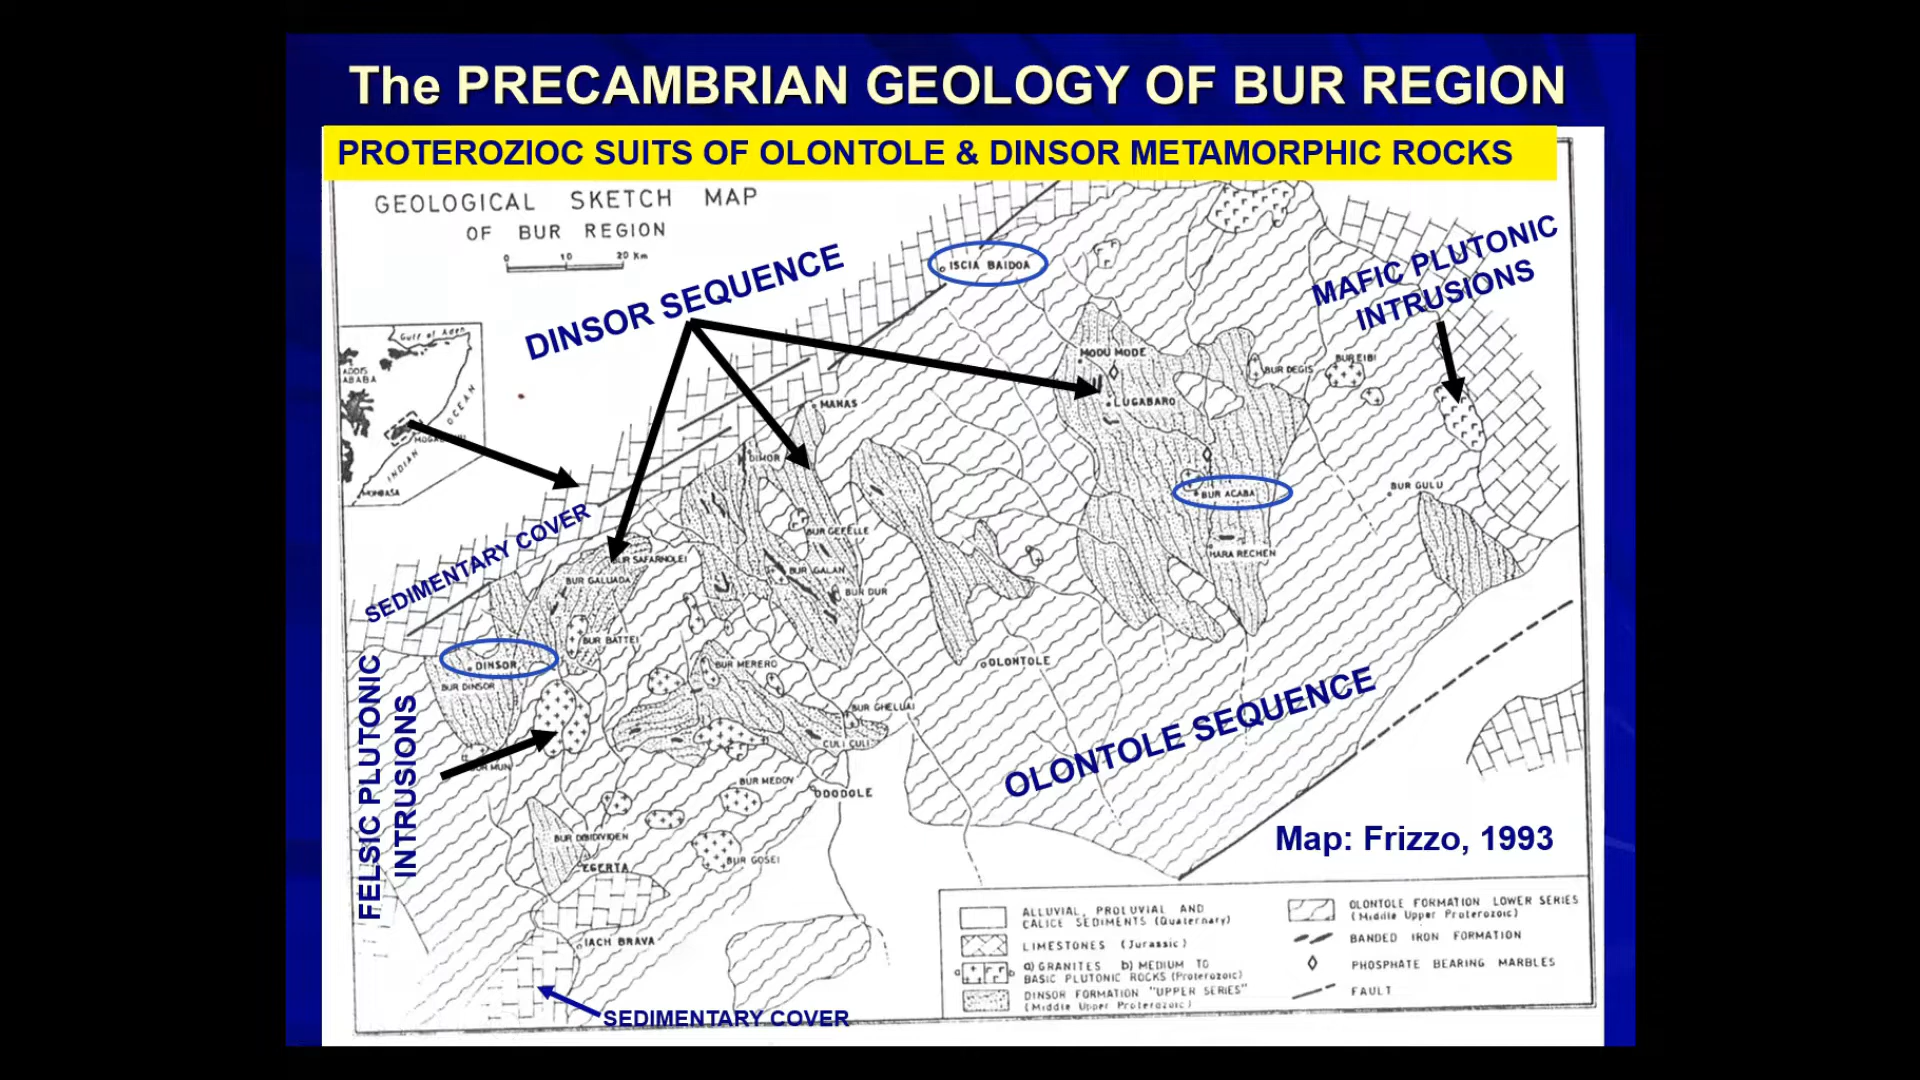 The PRECAMBRIAN GEOLOGY OF BUR REGION
PROTEROZIOC SUITS OF OLONTOLE & DINSOR METAMORPHIC ROCKS
GEOLOGICAL SKETCH MAP
OF BUR REGION
0 10 20 Km
DINSOR SEQUENCE
ISCIA BAIDOA
MAFIC PLUTONIC
INTRUSIONS
Gulf of Aden
ADDIS
ABABA
INDIAN OCEAN
MOMBASA
MODU MODE
BUR DEGIS
BUR EIBI
LUGABARO
MANAS
DIMOR
BUR ACABA
BUR GULU
SEDIMENTARY COVER
BUR GEFELLE
HARA RECHEN
BUR SAFARNOLEI
BUR GALUADA
BUR GALAN
BUR DUR
BUR BATTEI
DINSOR
BUR DINSOR
BUR MERERO
OLONTOLE
BUR GHELUAI
CULI CULI
OLONTOLE SEQUENCE
FELSIC PLUTONIC
INTRUSIONS
BUR MEDOV
DODOLE
BUR GOSEI
EGERTA
IACH BRAVA
SEDIMENTARY COVER
Map: Frizzo, 1993
ALLUVIAL, PROLUVIAL AND
CALICE SEDIMENTS (Quaternary)
LIMESTONES (Jurassic)
a b
a) GRANITES b) MEDIUM TO
BASIC PLUTONIC ROCKS (Proterozoic)
DINSOR FORMATION "UPPER SERIES"
(Middle Upper Proterozoic)
OLONTOLE FORMATION LOWER SERIES
(Middle Upper Proterozoic)
BANDED IRON FORMATION
PHOSPHATE BEARING MARBLES
FAULT